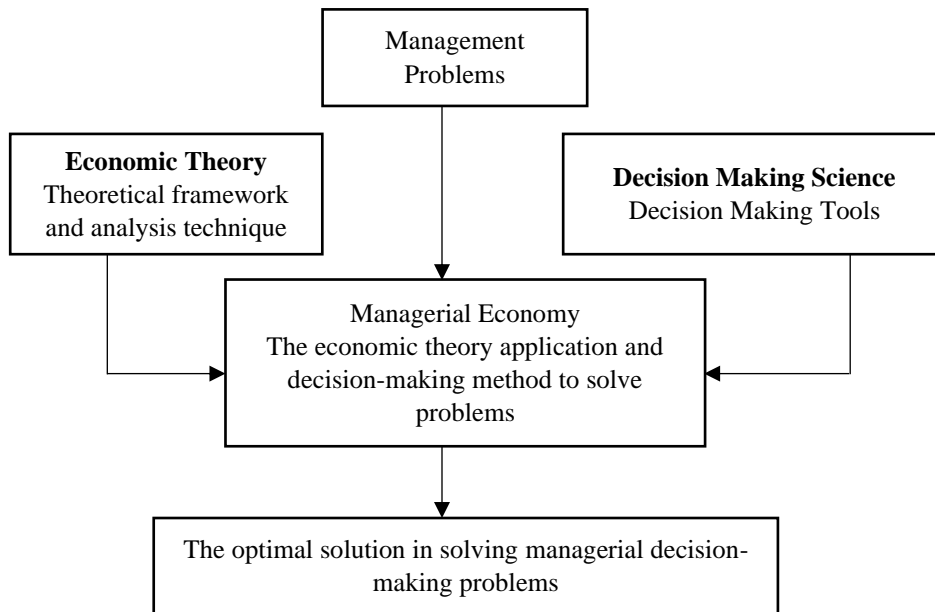 Management
Problems
Economic Theory
Theoretical framework
and analysis technique
Decision Making Science
Decision Making Tools
Managerial Economy
The economic theory application and
decision-making method to solve
problems
The optimal solution in solving managerial decision-
making problems